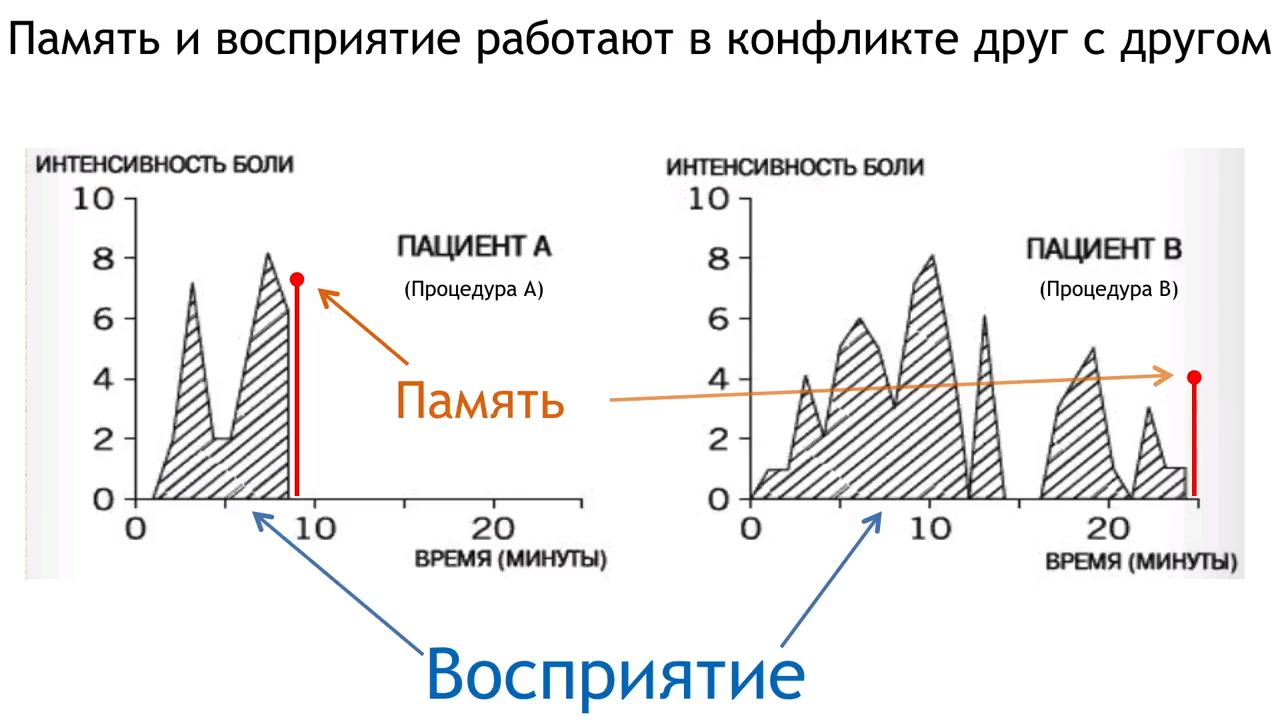 Память и восприятие работают в конфликте друг с другом
ИНТЕНСИВНОСТЬ БОЛИ
10
8
6
4
2
0
ПАЦИЕНТ А
(Процедура А)
0 10 20
ВРЕМЯ (МИНУТЫ)
ИНТЕНСИВНОСТЬ БОЛИ
10
8
6
4
2
0
ПАЦИЕНТ В
(Процедура В)
0 10 20
ВРЕМЯ (МИНУТЫ)
Память
Восприятие